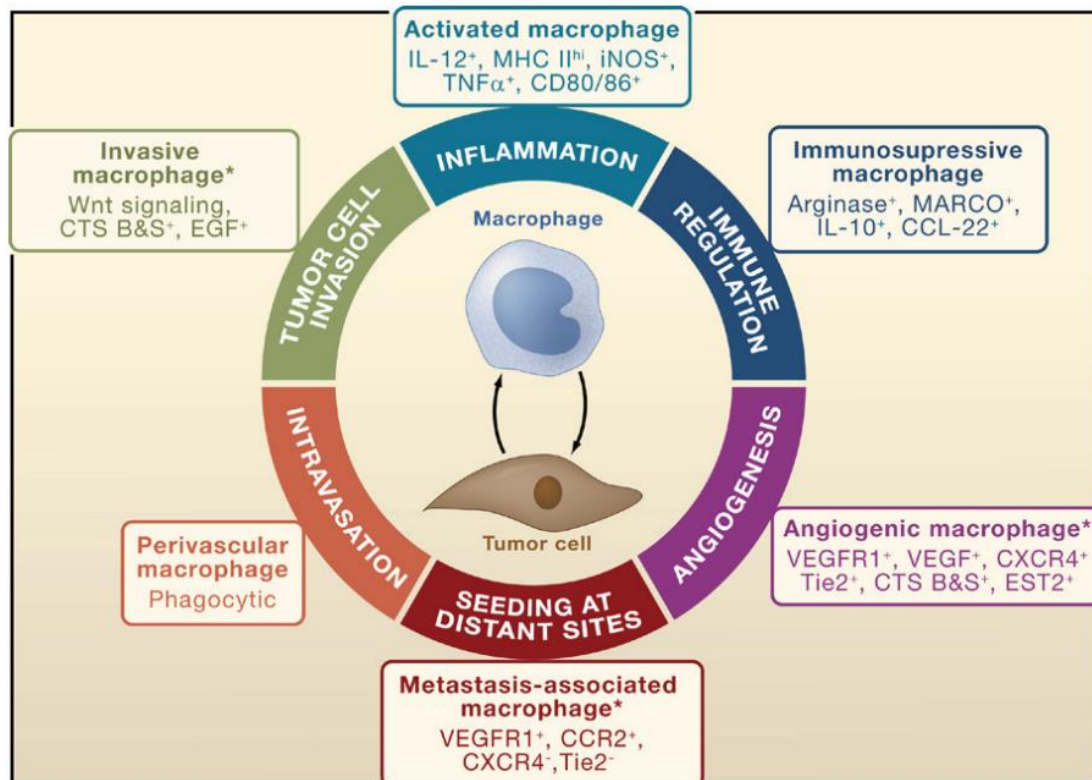 Activated macrophage
IL-12⁺, MHC IIʰⁱ, iNOS⁺,
TNFα⁺, CD80/86⁺
INFLAMMATION
Invasive
macrophage*
Wnt signaling,
CTS B&S⁺, EGF⁺
TUMOR CELL
INVASION
Immunosupressive
macrophage
Arginase⁺, MARCO⁺,
IL-10⁺, CCL-22⁺
IMMUNE
REGULATION
Macrophage
Tumor cell
INTRAVASATION
Perivascular
macrophage
Phagocytic
ANGIOGENESIS
Angiogenic macrophage*
VEGFR1⁺, VEGF⁺, CXCR4⁺
Tie2⁺, CTS B&S⁺, EST2⁺
SEEDING AT
DISTANT SITES
Metastasis-associated
macrophage*
VEGFR1⁺, CCR2⁺,
CXCR4⁻,Tie2⁻